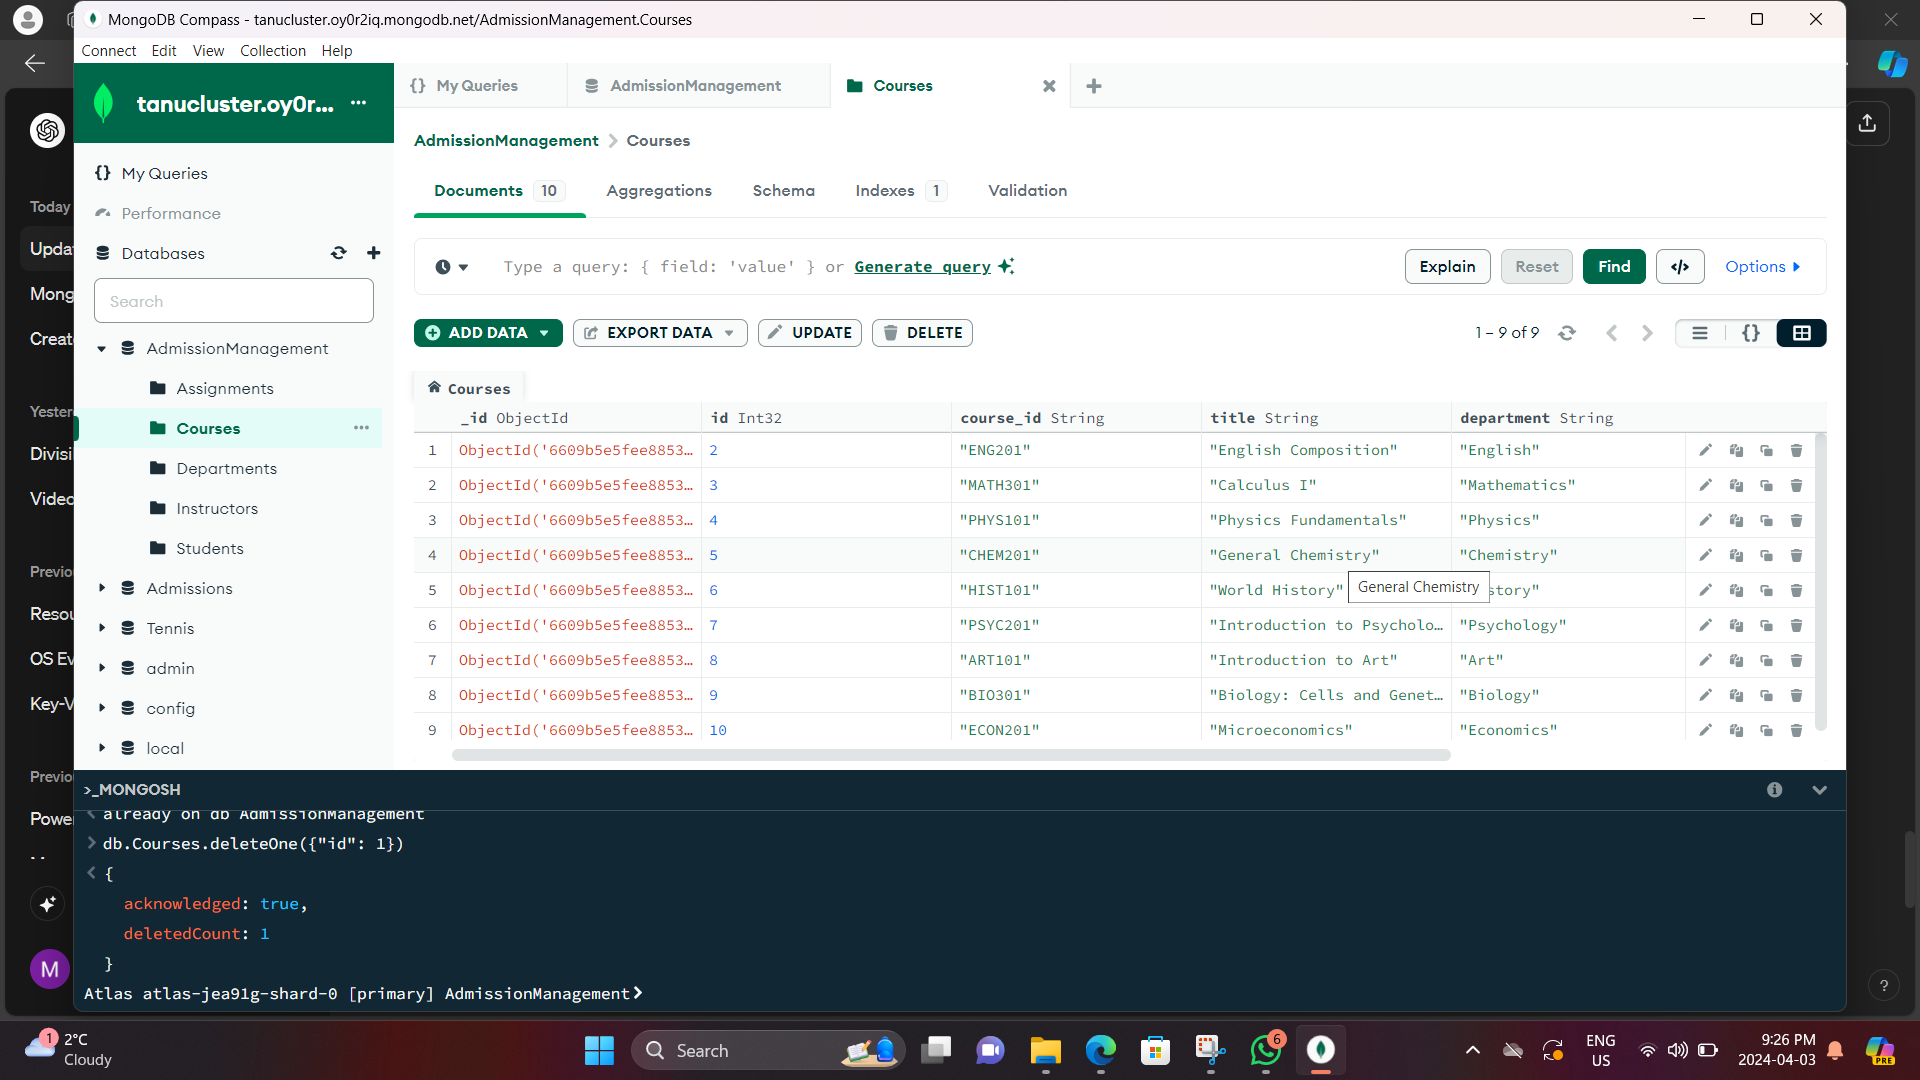 MongoDB Compass - tanucluster.oy0r2iq.mongodb.net/AdmissionManagement.Courses
Connect Edit View Collection Help
tanucluster.oy0r...
My Queries
AdmissionManagement
Courses
AdmissionManagement > Courses
My Queries
Performance
Databases
Search
AdmissionManagement
Assignments
Courses
Departments
Instructors
Students
Admissions
Tennis
admin
config
local
Documents 10 Aggregations Schema Indexes 1 Validation
Type a query: { field: 'value' } or Generate query
Explain Reset Find </> Options
ADD DATA EXPORT DATA UPDATE DELETE
1 – 9 of 9
{}
Courses
_id ObjectId id Int32 course_id String title String department String
1 ObjectId('6609b5e5fee8853… 2 "ENG201" "English Composition" "English"
2 ObjectId('6609b5e5fee8853… 3 "MATH301" "Calculus I" "Mathematics"
3 ObjectId('6609b5e5fee8853… 4 "PHYS101" "Physics Fundamentals" "Physics"
4 ObjectId('6609b5e5fee8853… 5 "CHEM201" "General Chemistry" "Chemistry"
5 ObjectId('6609b5e5fee8853… 6 "HIST101" "World History" story"
General Chemistry
6 ObjectId('6609b5e5fee8853… 7 "PSYC201" "Introduction to Psycholo… "Psychology"
7 ObjectId('6609b5e5fee8853… 8 "ART101" "Introduction to Art" "Art"
8 ObjectId('6609b5e5fee8853… 9 "BIO301" "Biology: Cells and Genet… "Biology"
9 ObjectId('6609b5e5fee8853… 10 "ECON201" "Microeconomics" "Economics"
>_MONGOSH
already on db AdmissionManagement
> db.Courses.deleteOne({"id": 1})
< {
acknowledged: true,
deletedCount: 1
}
Atlas atlas-jea91g-shard-0 [primary] AdmissionManagement>
Today
Updat
Mong
Create
Yester
Divisi
Video
Previo
Resou
OS Ev
Key-V
Previo
Power
M
?
1
2°C
Cloudy
Search
6
ENG
US
9:26 PM
2024-04-03
PRE